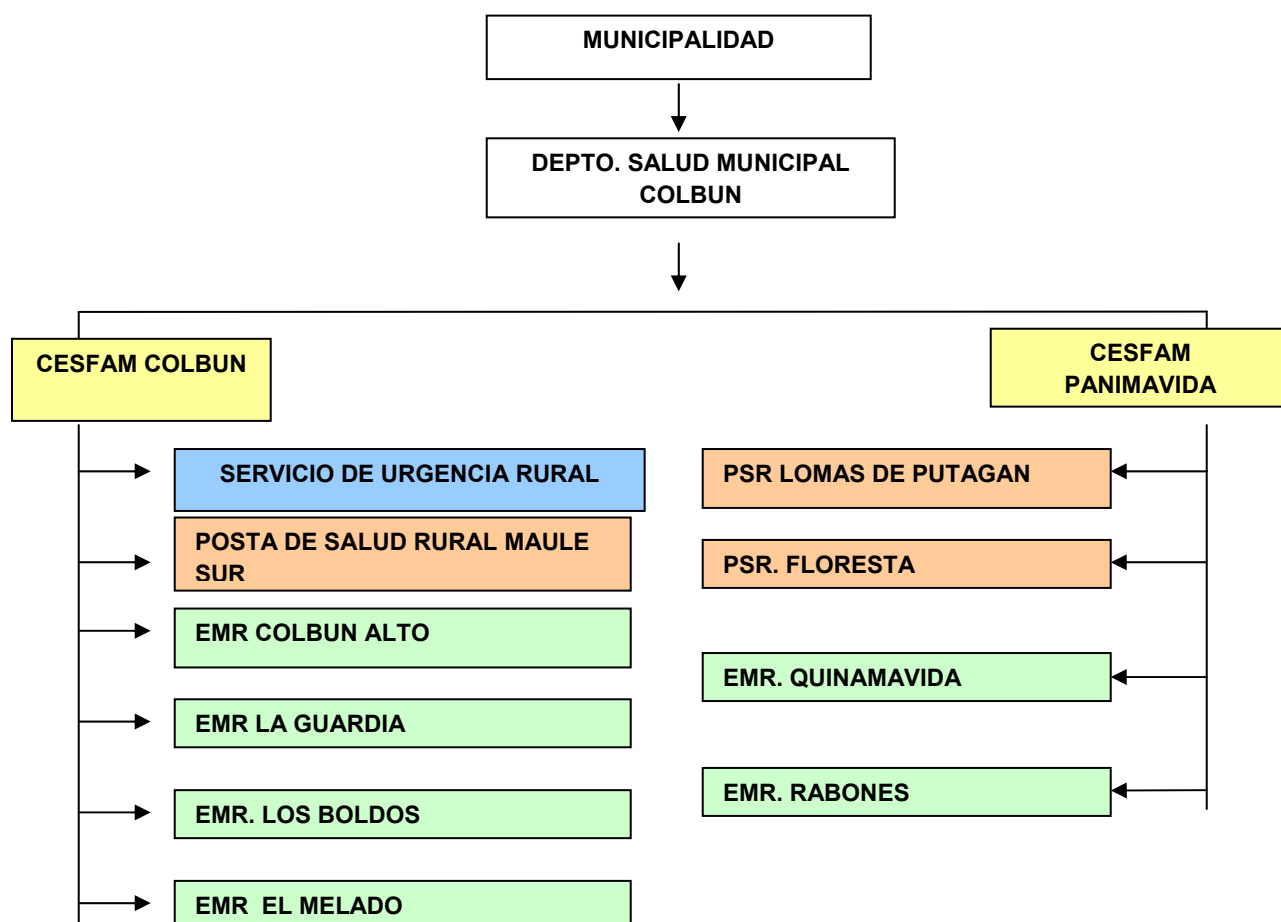 MUNICIPALIDAD
DEPTO. SALUD MUNICIPAL
COLBUN
CESFAM COLBUN
CESFAM
PANIMAVIDA
SERVICIO DE URGENCIA RURAL
POSTA DE SALUD RURAL MAULE
SUR
EMR COLBUN ALTO
EMR LA GUARDIA
EMR. LOS BOLDOS
EMR EL MELADO
PSR LOMAS DE PUTAGAN
PSR. FLORESTA
EMR. QUINAMAVIDA
EMR. RABONES